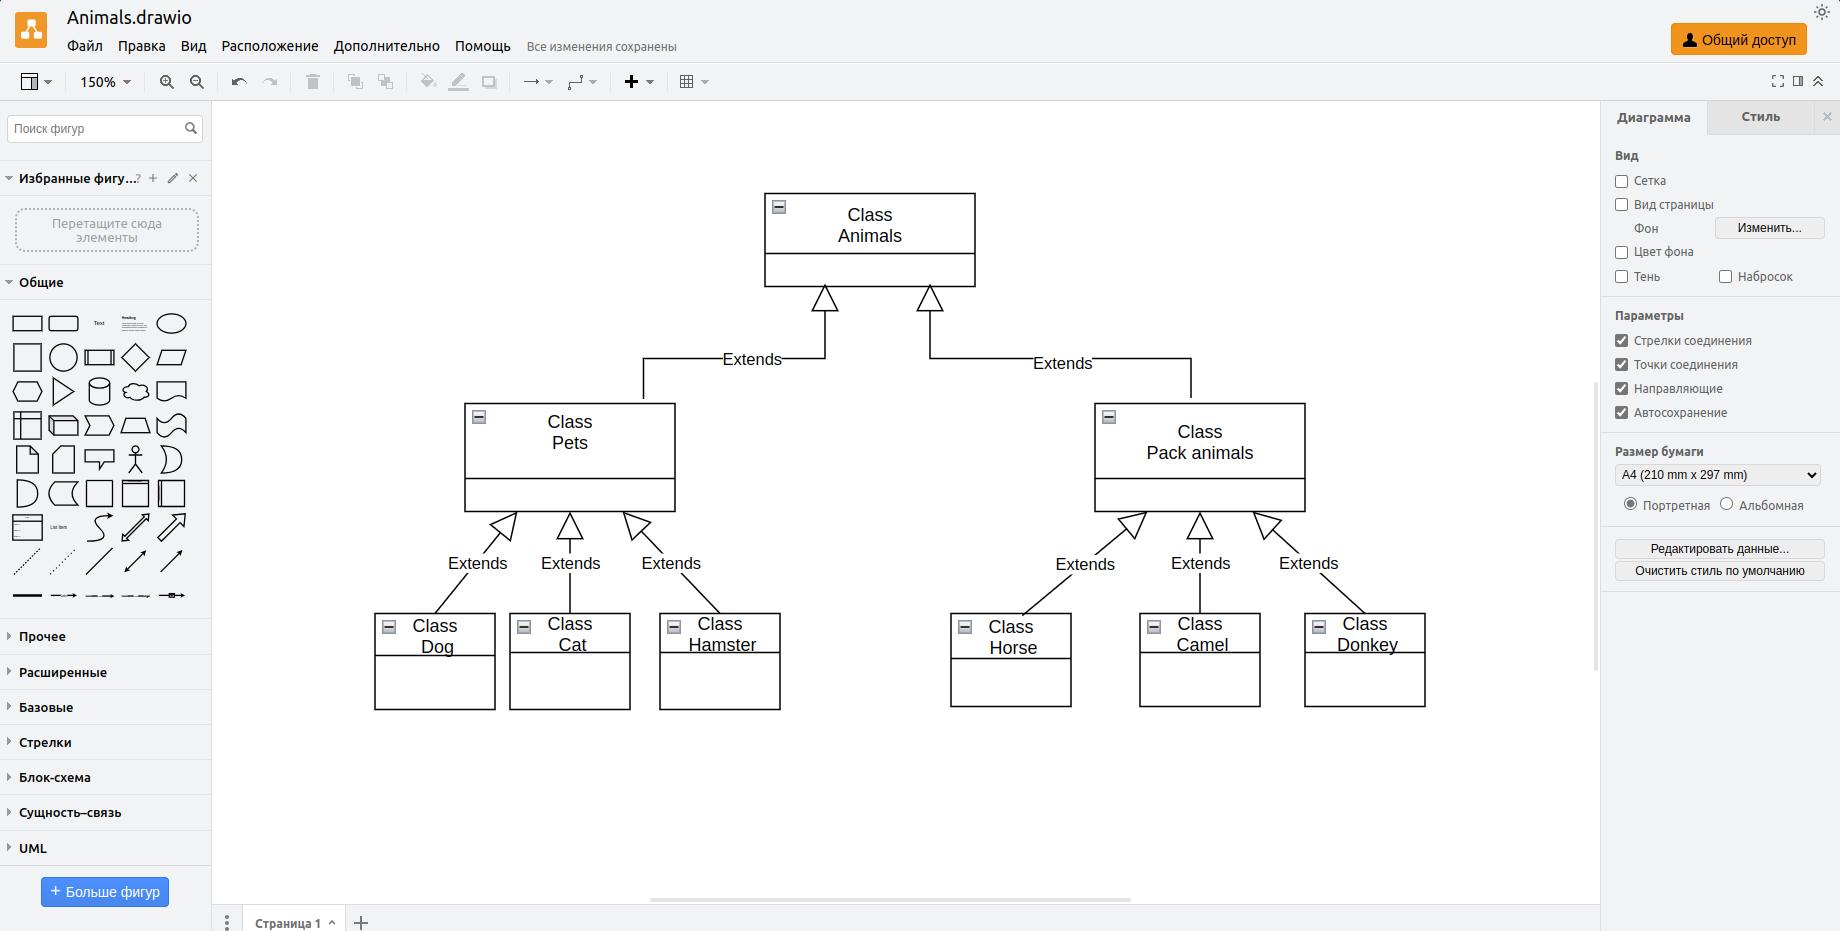 Animals.drawio
Файл Правка Вид Расположение Дополнительно Помощь Все изменения сохранены
Общий доступ
150%
Поиск фигур
Избранные фигу...? 
Перетащите сюда
элементы
Общие
Text
Heading
List Item
Прочее
Расширенные
Базовые
Стрелки
Блок-схема
Сущность–связь
UML
+ Больше фигур
Class
Animals
Extends
Extends
Class
Pets
Class
Pack animals
Extends
Extends
Extends
Extends
Extends
Extends
Class
Dog
Class
Cat
Class
Hamster
Class
Horse
Class
Camel
Class
Donkey
Страница 1
Диаграмма
Стиль
Вид
Сетка
Вид страницы
Фон
Изменить...
Цвет фона
Тень
Набросок
Параметры
Стрелки соединения
Точки соединения
Направляющие
Автосохранение
Размер бумаги
A4 (210 mm x 297 mm)
Портретная
Альбомная
Редактировать данные...
Очистить стиль по умолчанию